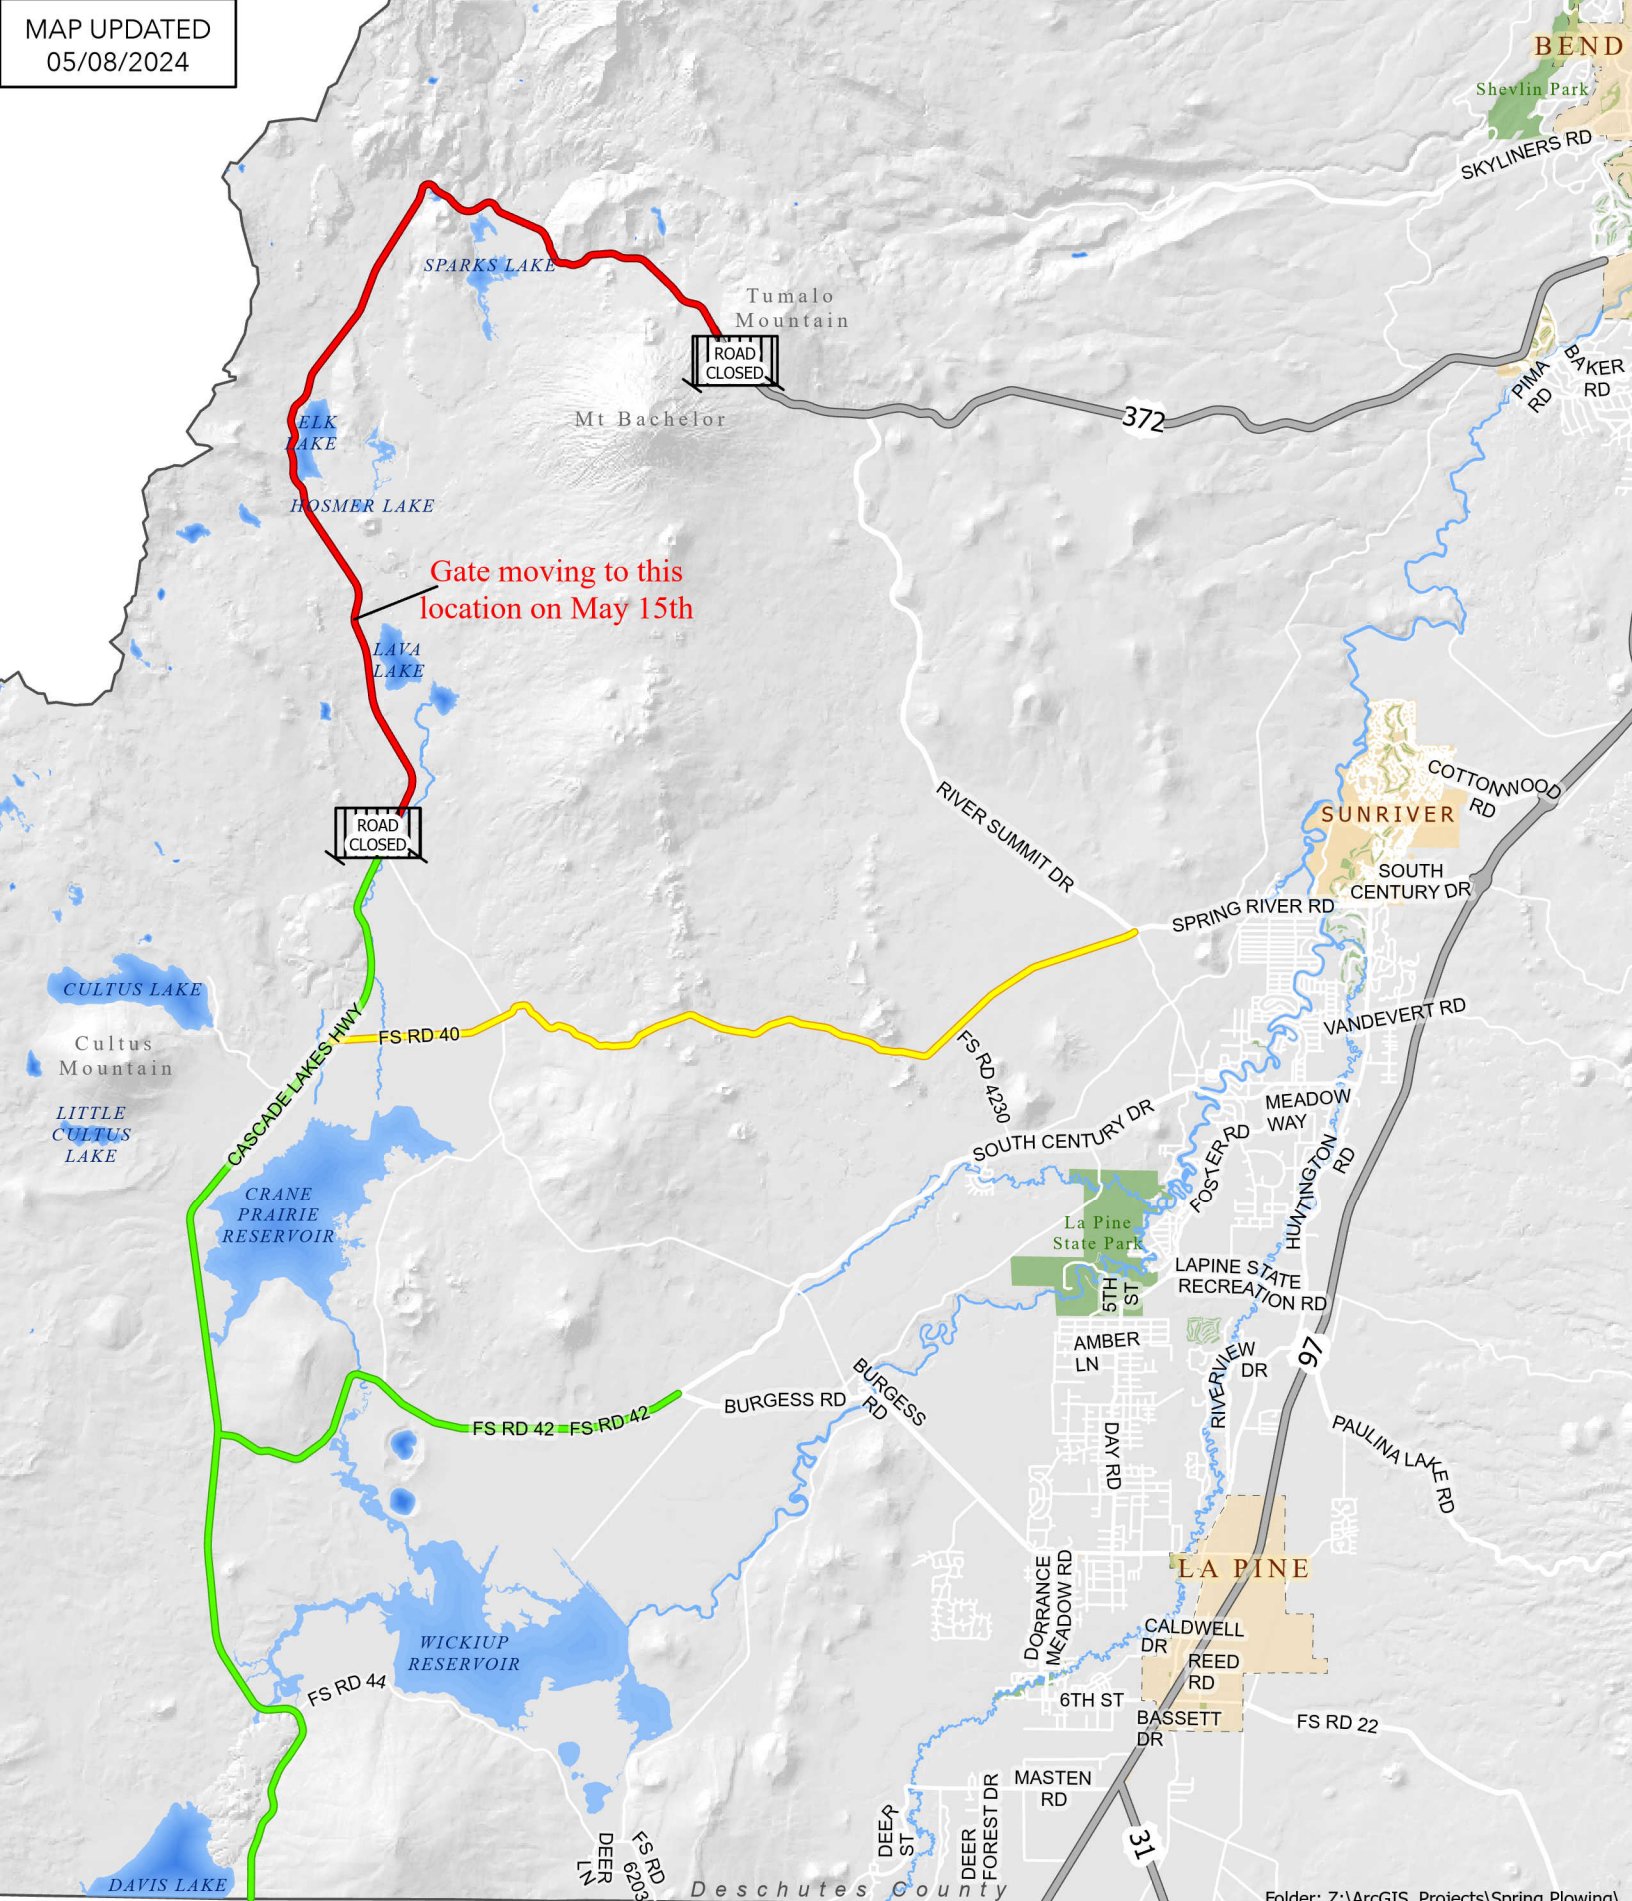 MAP UPDATED
05/08/2024
BEND
Shevlin Park
SKYLINERS RD
SPARKS LAKE
Tumalo
Mountain
ROAD
CLOSED
BAKER
RD
PIMA
RD
372
Mt Bachelor
ELK
LAKE
HOSMER LAKE
Gate moving to this
location on May 15th
LAVA
LAKE
COTTONWOOD
RD
SUNRIVER
RIVER SUMMIT DR
ROAD
CLOSED
SOUTH
CENTURY DR
SPRING RIVER RD
CULTUS LAKE
Cultus
Mountain
CASCADE LAKES HWY
FS RD 40
VANDEVERT RD
FS RD 4230
LITTLE
CULTUS
LAKE
MEADOW
WAY
SOUTH CENTURY DR
FOSTER RD
HUNTINGTON
RD
CRANE
PRAIRIE
RESERVOIR
La Pine
State Park
LAPINE STATE
RECREATION RD
5TH
ST
AMBER
LN
RIVERVIEW
DR
97
BURGESS RD
BURGESS
RD
FS RD 42
FS RD 42
DAY RD
PAULINA LAKE RD
LA PINE
DORRANCE
MEADOW RD
CALDWELL
DR
WICKIUP
RESERVOIR
REED
RD
FS RD 44
6TH ST
BASSETT
DR
FS RD 22
MASTEN
RD
DEER
ST
DEER
FOREST DR
31
DEER
LN
FS RD
6203
DAVIS LAKE
Deschutes County
Folder: Z:\ArcGIS_Projects\Spring Plowing\